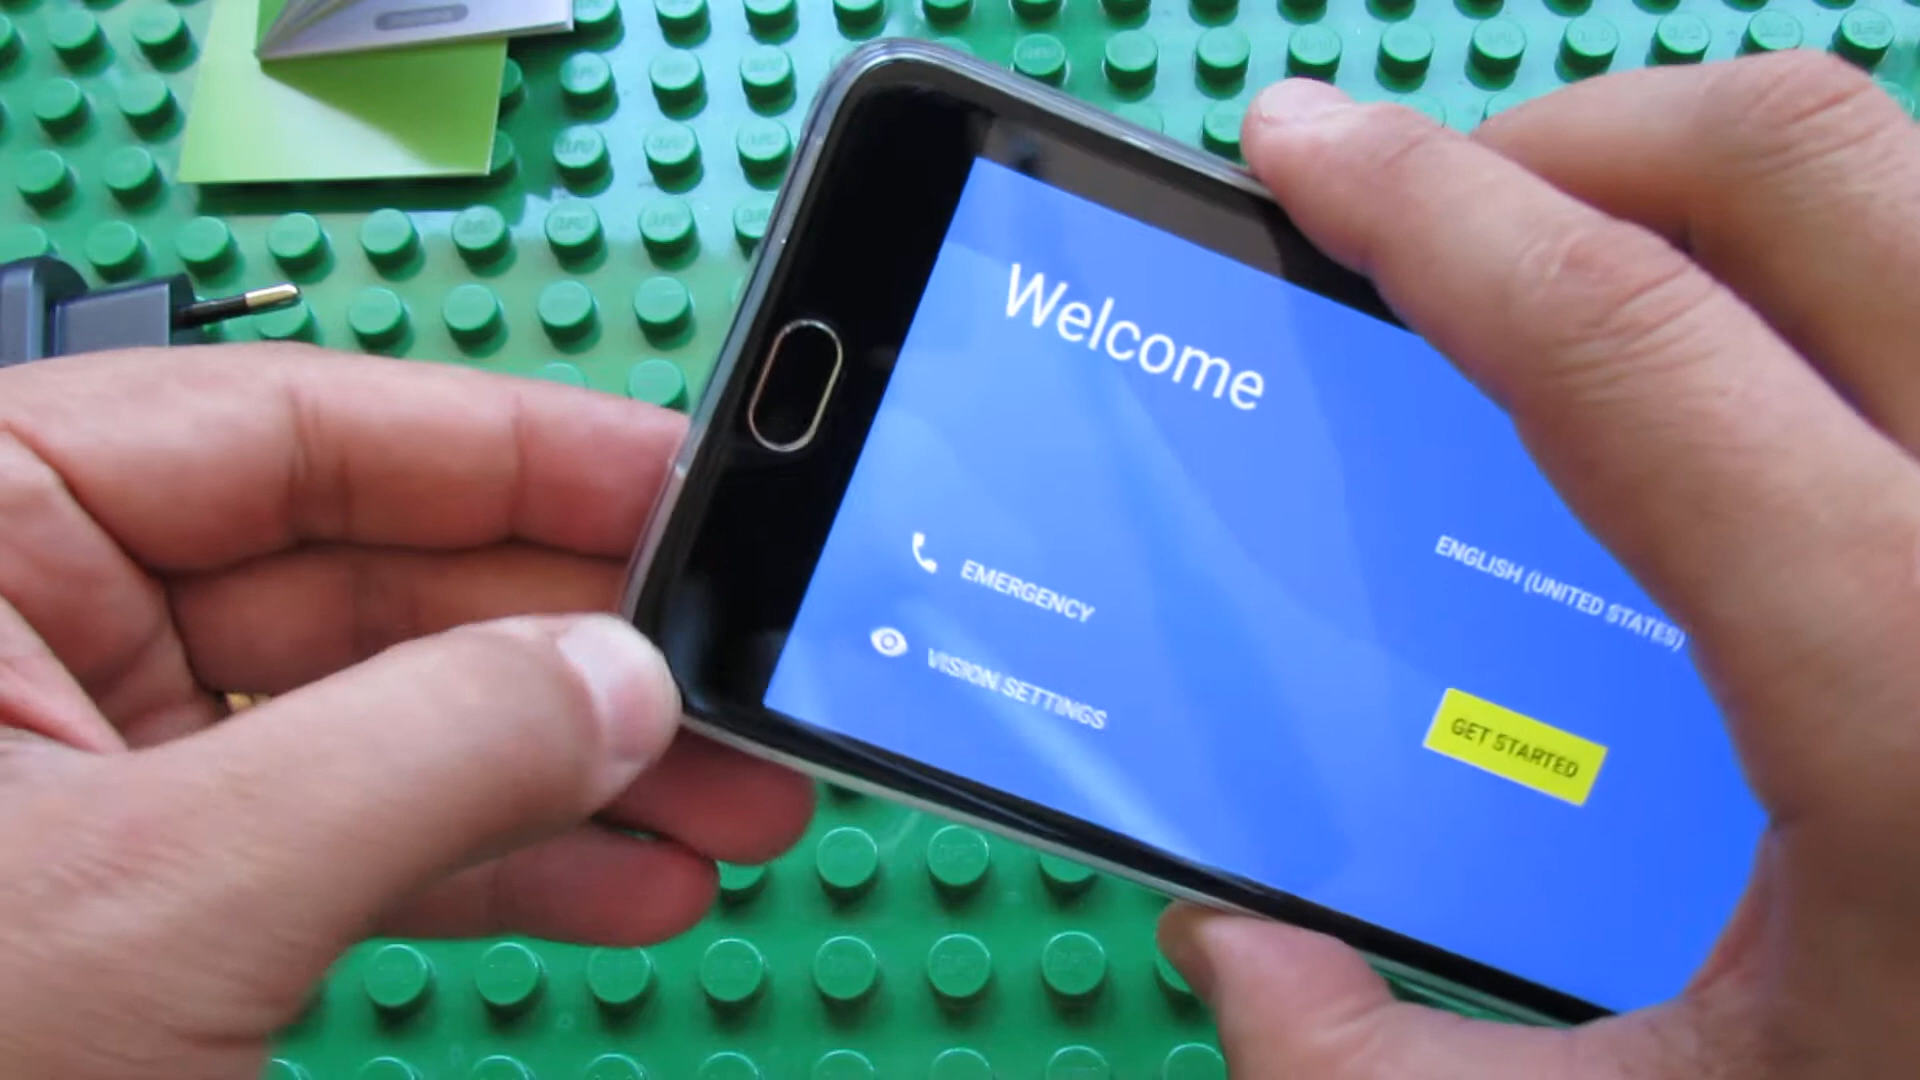 Welcome
EMERGENCY
VISION SETTINGS
ENGLISH (UNITED STATES)
GET STARTED